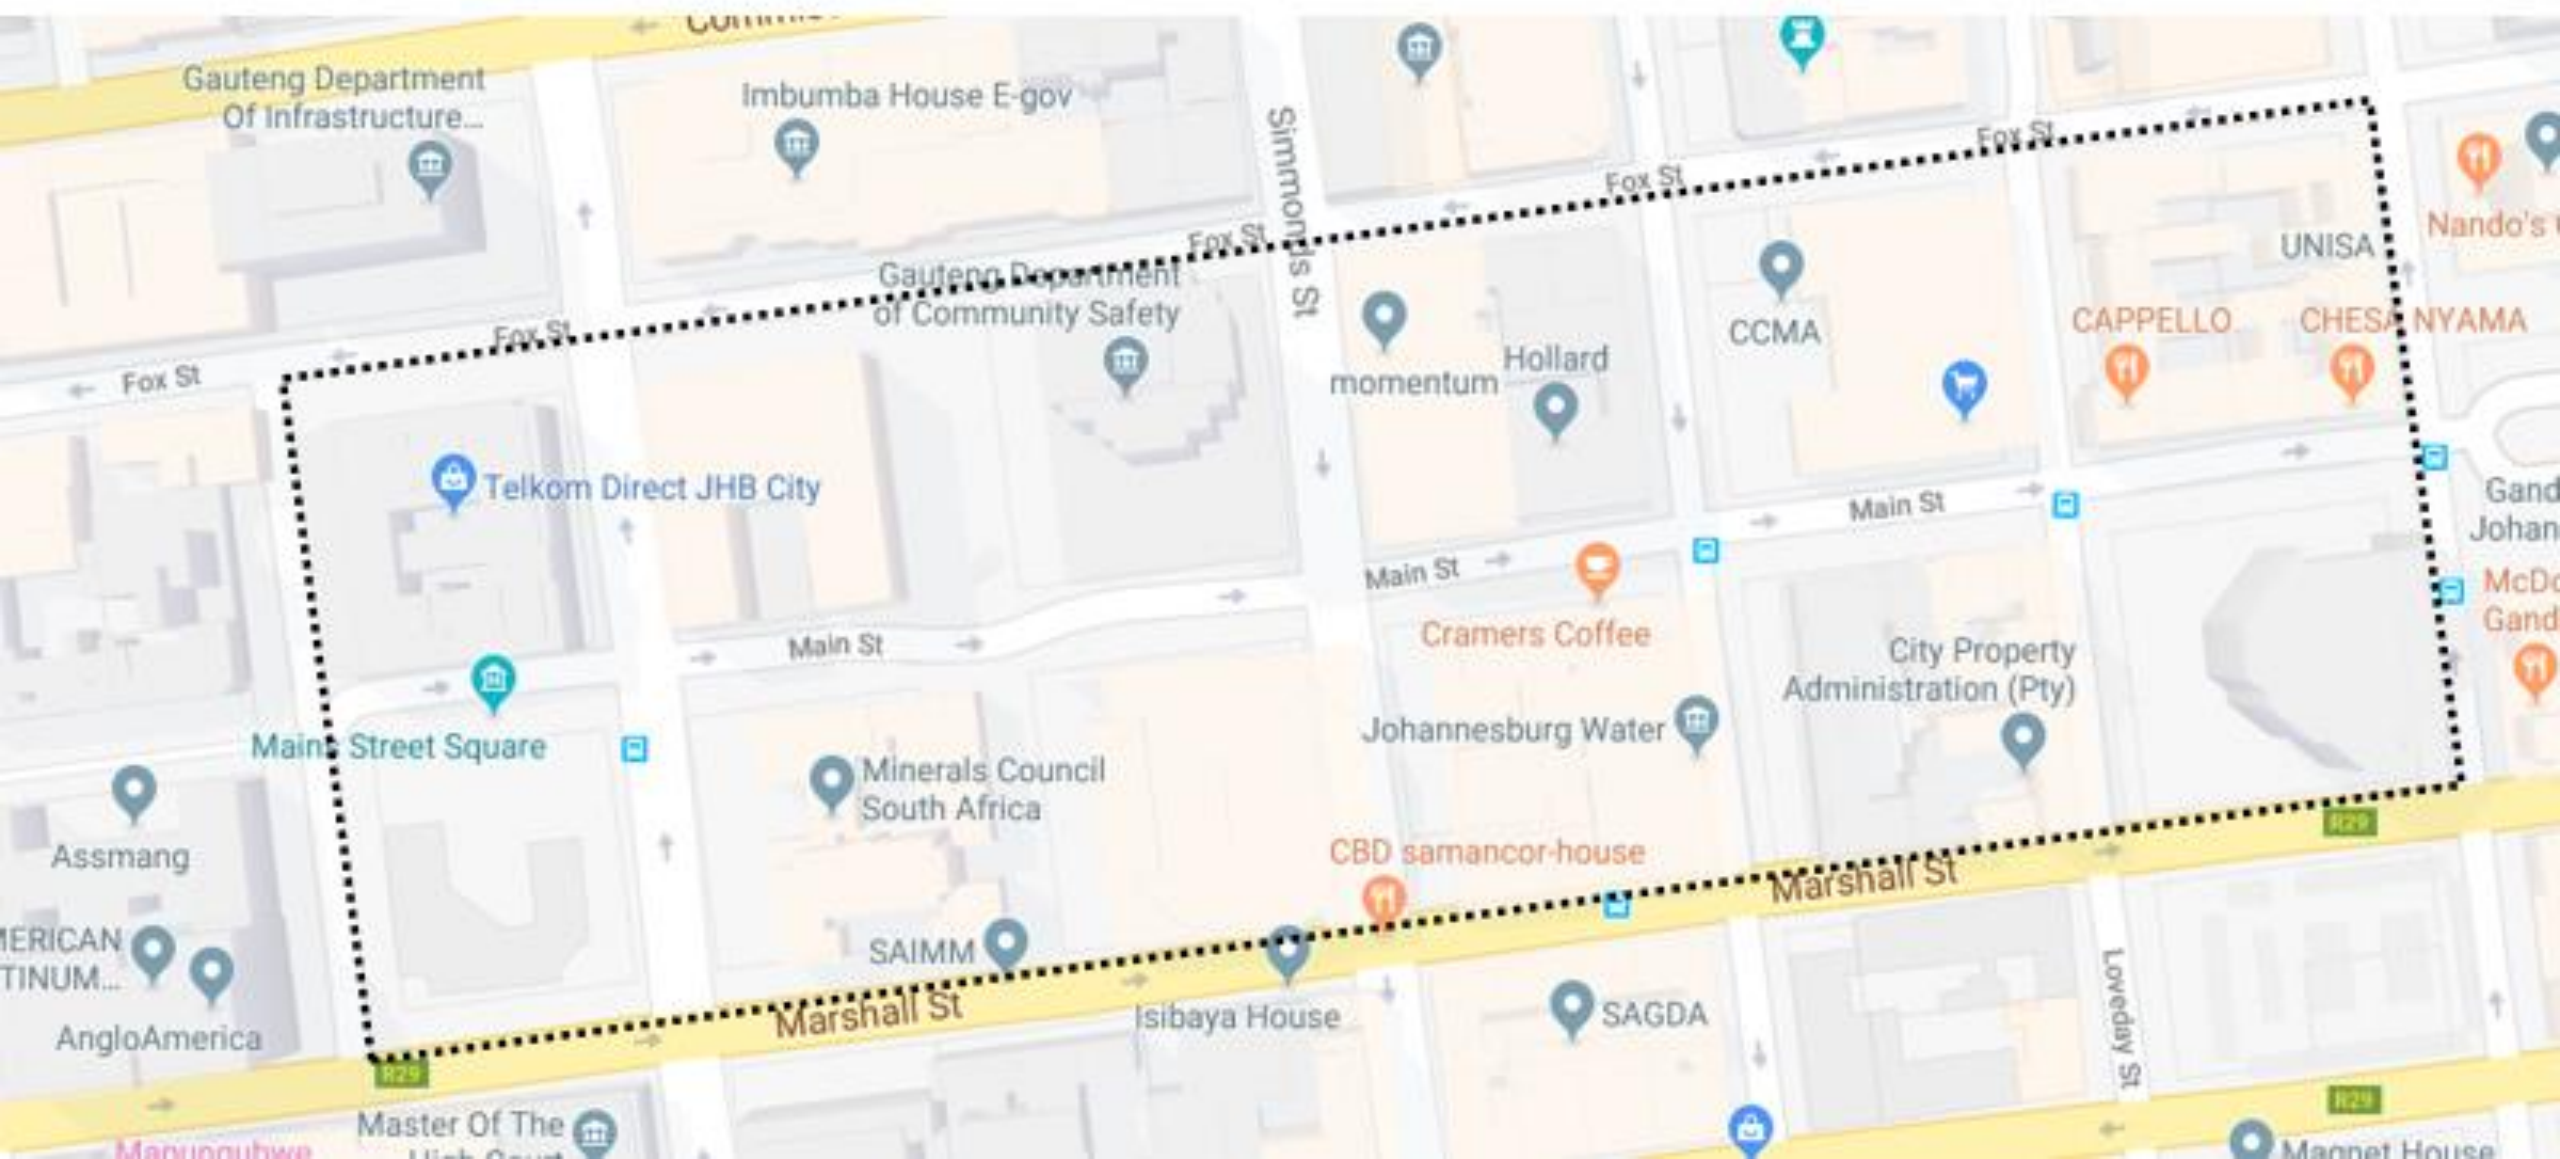 Gauteng Department
Of Infrastructure...
Imbumba House E-gov
Simmonds St
Fox St
Fox St
Fox St
Fox St
Fox St
Gauteng Department
of Community Safety
UNISA
Nando's
CAPPELLO
CHESA NYAMA
CCMA
momentum
Hollard
Telkom Direct JHB City
Main St
Main St
Main St
Cramers Coffee
Main Street Square
Johannesburg Water
City Property
Administration (Pty)
Minerals Council
South Africa
CBD samancor-house
SAIMM
Marshall St
Marshall St
R29
R29
R29
Isibaya House
SAGDA
Loveday St
Assmang
AngloAmerica
Master Of The
Magnet House